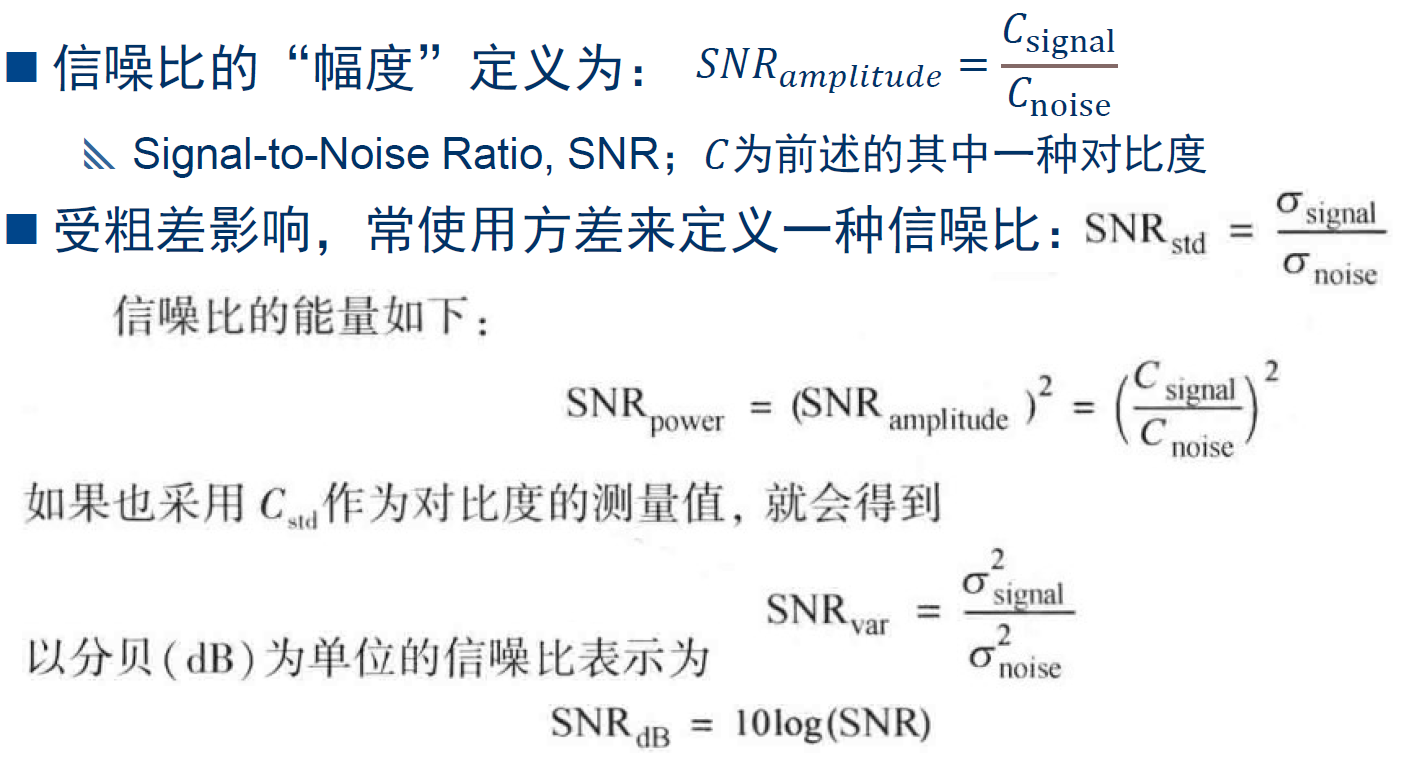 ■ 信噪比的“幅度”定义为： $SNR_{amplitude} = \frac{C_{\text{signal}}}{C_{\text{noise}}}$
Signal-to-Noise Ratio, SNR；C为前述的其中一种对比度
■ 受粗差影响，常使用方差来定义一种信噪比：$\text{SNR}_{\text{std}} = \frac{\sigma_{\text{signal}}}{\sigma_{\text{noise}}}$
信噪比的能量如下：
$\text{SNR}_{\text{power}} = (\text{SNR}_{\text{amplitude}})^2 = \left(\frac{C_{\text{signal}}}{C_{\text{noise}}}\right)^2$
如果也采用 $C_{\text{std}}$ 作为对比度的测量值, 就会得到
$\text{SNR}_{\text{var}} = \frac{\sigma^2_{\text{signal}}}{\sigma^2_{\text{noise}}}$
以分贝(dB)为单位的信噪比表示为
$\text{SNR}_{\text{dB}} = 10\log(\text{SNR})$